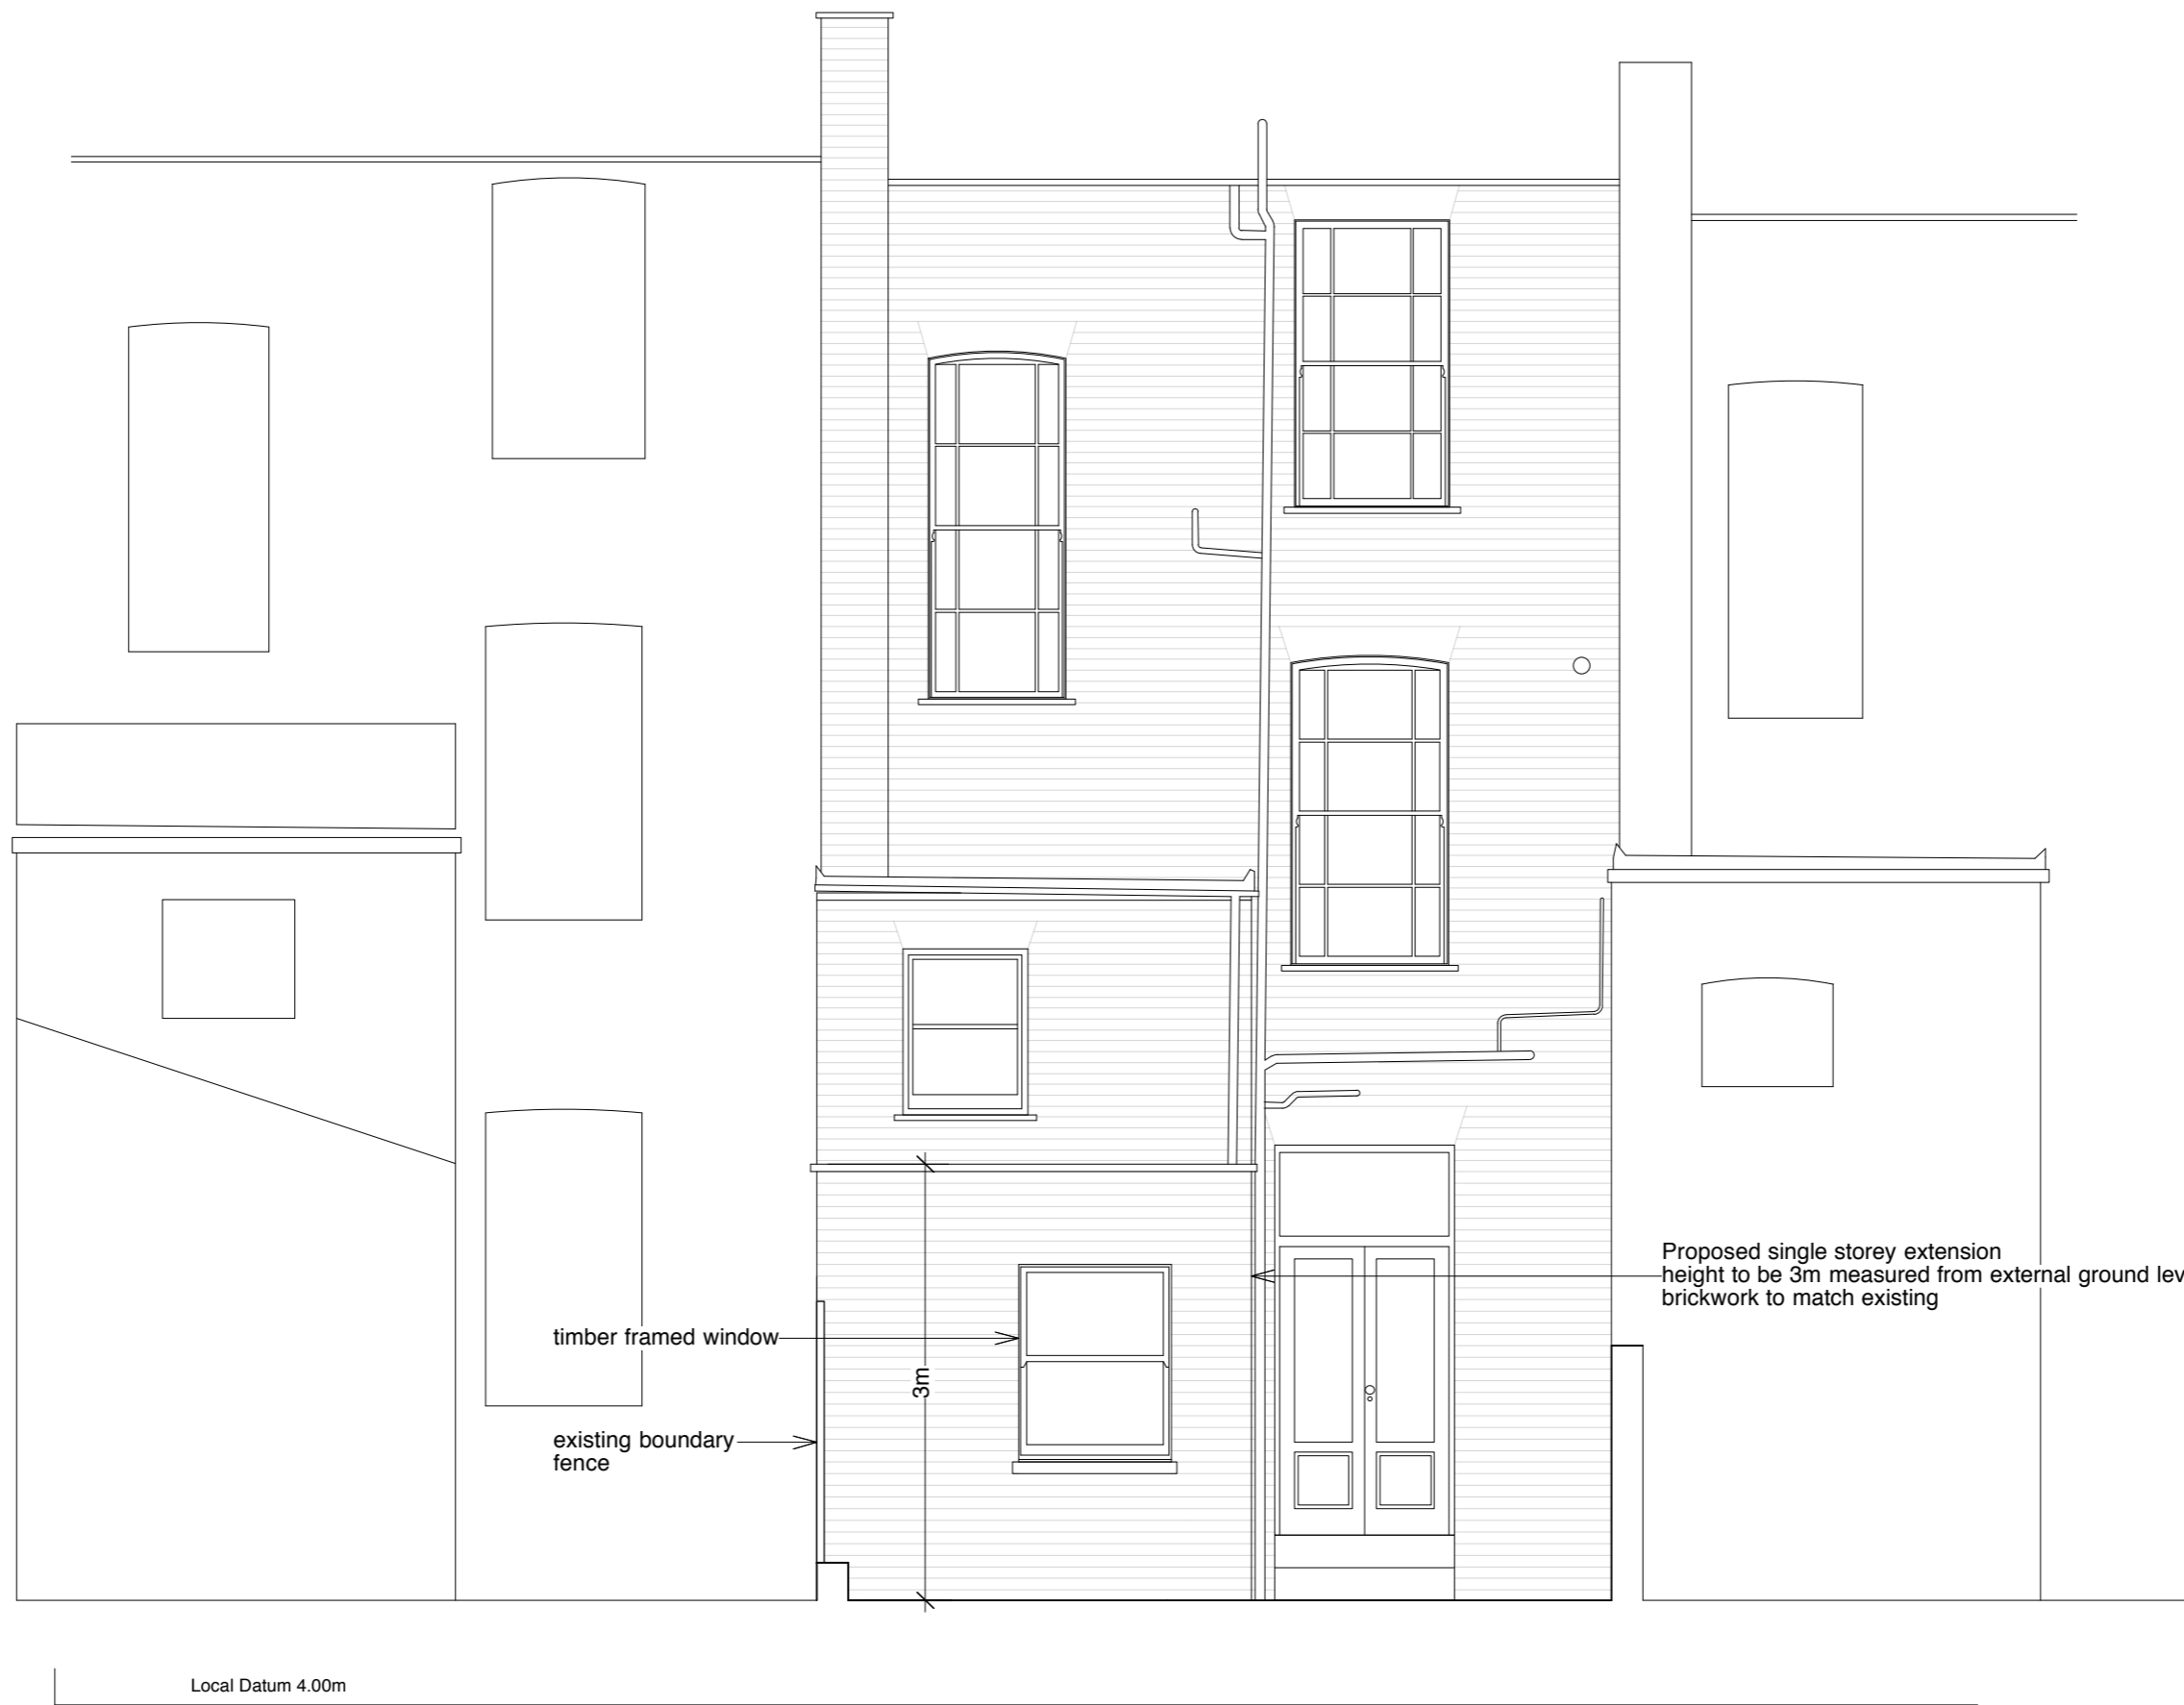 Proposed single storey extension
height to be 3m measured from external ground lev
brickwork to match existing
timber framed window
3m
existing boundary
fence
Local Datum 4.00m